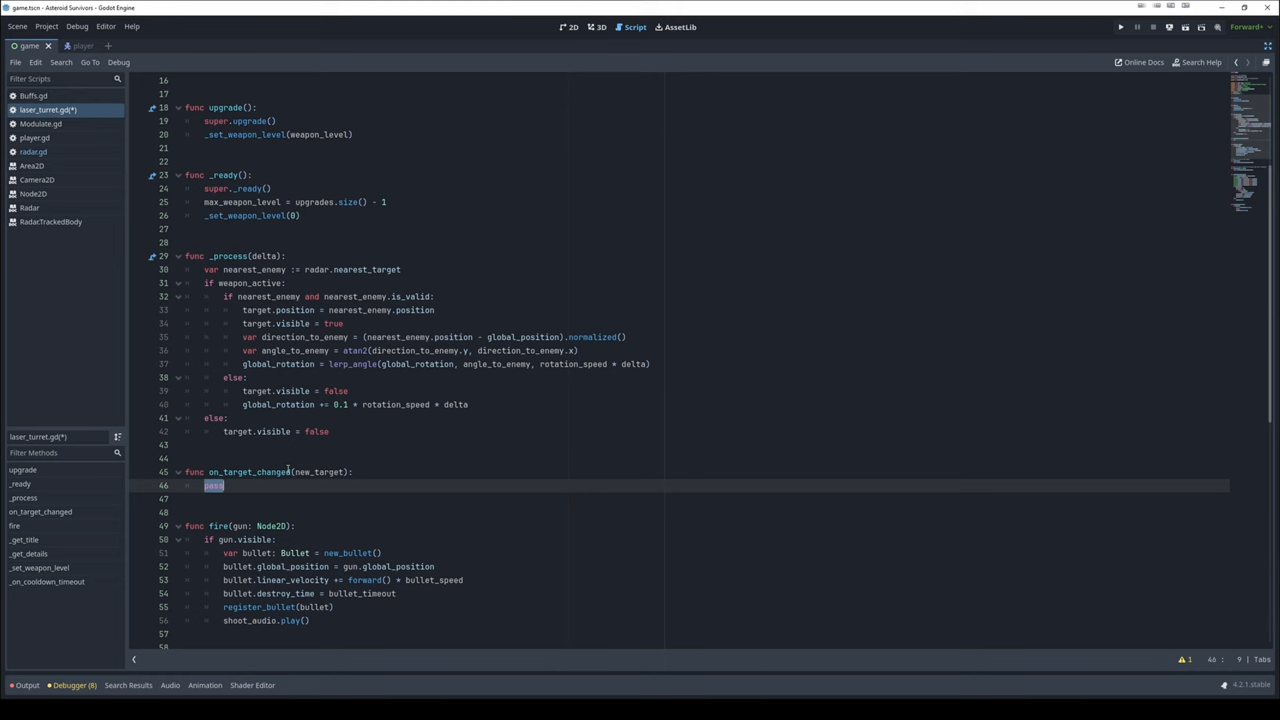 game.tscn - Asteroid Survivors - Godot Engine
Scene Project Debug Editor Help
2D 3D Script AssetLib
Forward+
game player
File Edit Search Go To Debug
Online Docs Search Help
Filter Scripts
Buffs.gd
laser_turret.gd(*)
Modulate.gd
player.gd
radar.gd
Area2D
Camera2D
Node2D
Radar
Radar.TrackedBody
laser_turret.gd(*)
Filter Methods
upgrade
_ready
_process
on_target_changed
fire
_get_title
_get_details
_set_weapon_level
_on_cooldown_timeout
16
17
18 func upgrade():
19 super.upgrade()
20 _set_weapon_level(weapon_level)
21
22
23 func _ready():
24 super._ready()
25 max_weapon_level = upgrades.size() - 1
26 _set_weapon_level(0)
27
28
29 func _process(delta):
30 var nearest_enemy := radar.nearest_target
31 if weapon_active:
32 if nearest_enemy and nearest_enemy.is_valid:
33 target.position = nearest_enemy.position
34 target.visible = true
35 var direction_to_enemy = (nearest_enemy.position - global_position).normalized()
36 var angle_to_enemy = atan2(direction_to_enemy.y, direction_to_enemy.x)
37 global_rotation = lerp_angle(global_rotation, angle_to_enemy, rotation_speed * delta)
38 else:
39 target.visible = false
40 global_rotation += 0.1 * rotation_speed * delta
41 else:
42 target.visible = false
43
44
45 func on_target_changed(new_target):
46 pass
47
48
49 func fire(gun: Node2D):
50 if gun.visible:
51 var bullet: Bullet = new_bullet()
52 bullet.global_position = gun.global_position
53 bullet.linear_velocity += forward() * bullet_speed
54 bullet.destroy_time = bullet_timeout
55 register_bullet(bullet)
56 shoot_audio.play()
57
58
1 46 : 9 | Tabs
Output Debugger (8) Search Results Audio Animation Shader Editor
4.2.1.stable